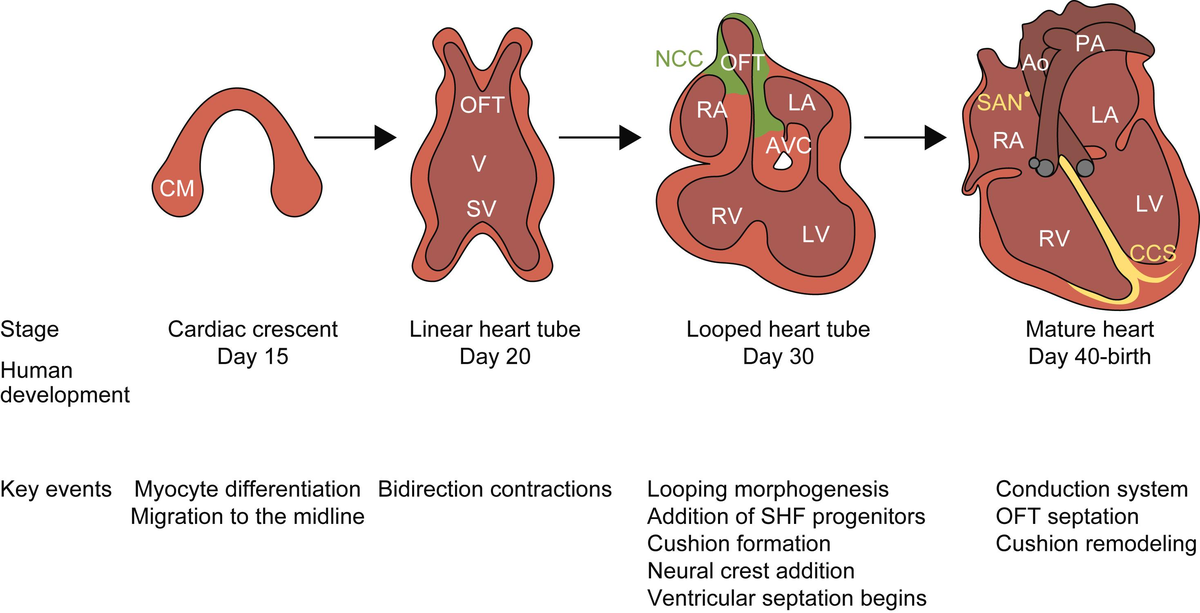 NCC
OFT
RA
LA
AVC
RV
LV
CM
OFT
V
SV
PA
Ao
SAN
LA
RA
LV
RV
CCS
Stage
Cardiac crescent
Day 15
Linear heart tube
Day 20
Looped heart tube
Day 30
Mature heart
Day 40-birth
Human
development
Key events
Myocyte differentiation
Migration to the midline
Bidirection contractions
Looping morphogenesis
Addition of SHF progenitors
Cushion formation
Neural crest addition
Ventricular septation begins
Conduction system
OFT septation
Cushion remodeling